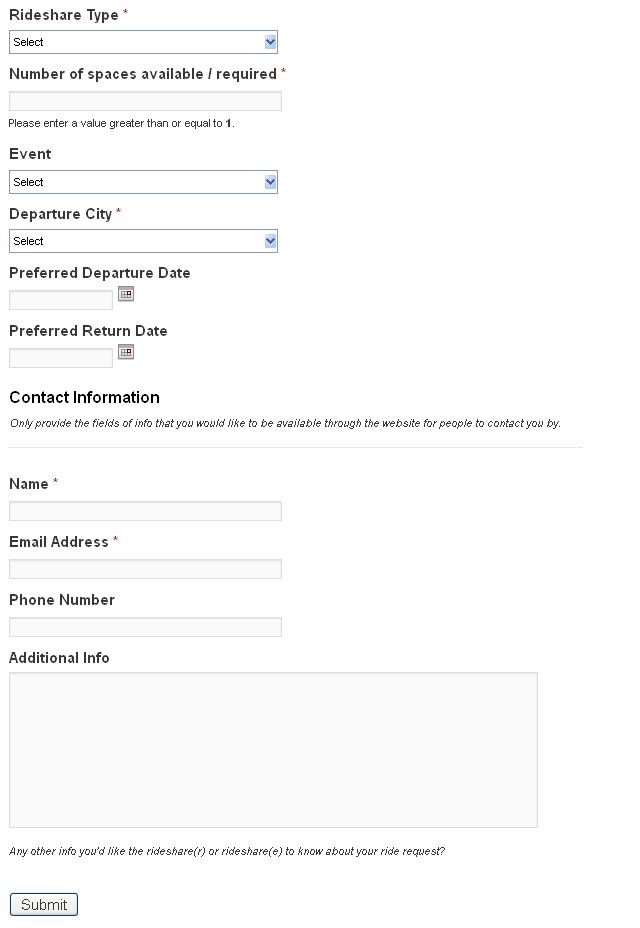 Rideshare Type *
Select
Number of spaces available / required *
Please enter a value greater than or equal to 1.
Event
Select
Departure City *
Select
Preferred Departure Date
Preferred Return Date
Contact Information
Only provide the fields of info that you would like to be available through the website for people to contact you by.
Name *
Email Address *
Phone Number
Additional Info
Any other info you'd like the rideshare(r) or rideshare(e) to know about your ride request?
Submit